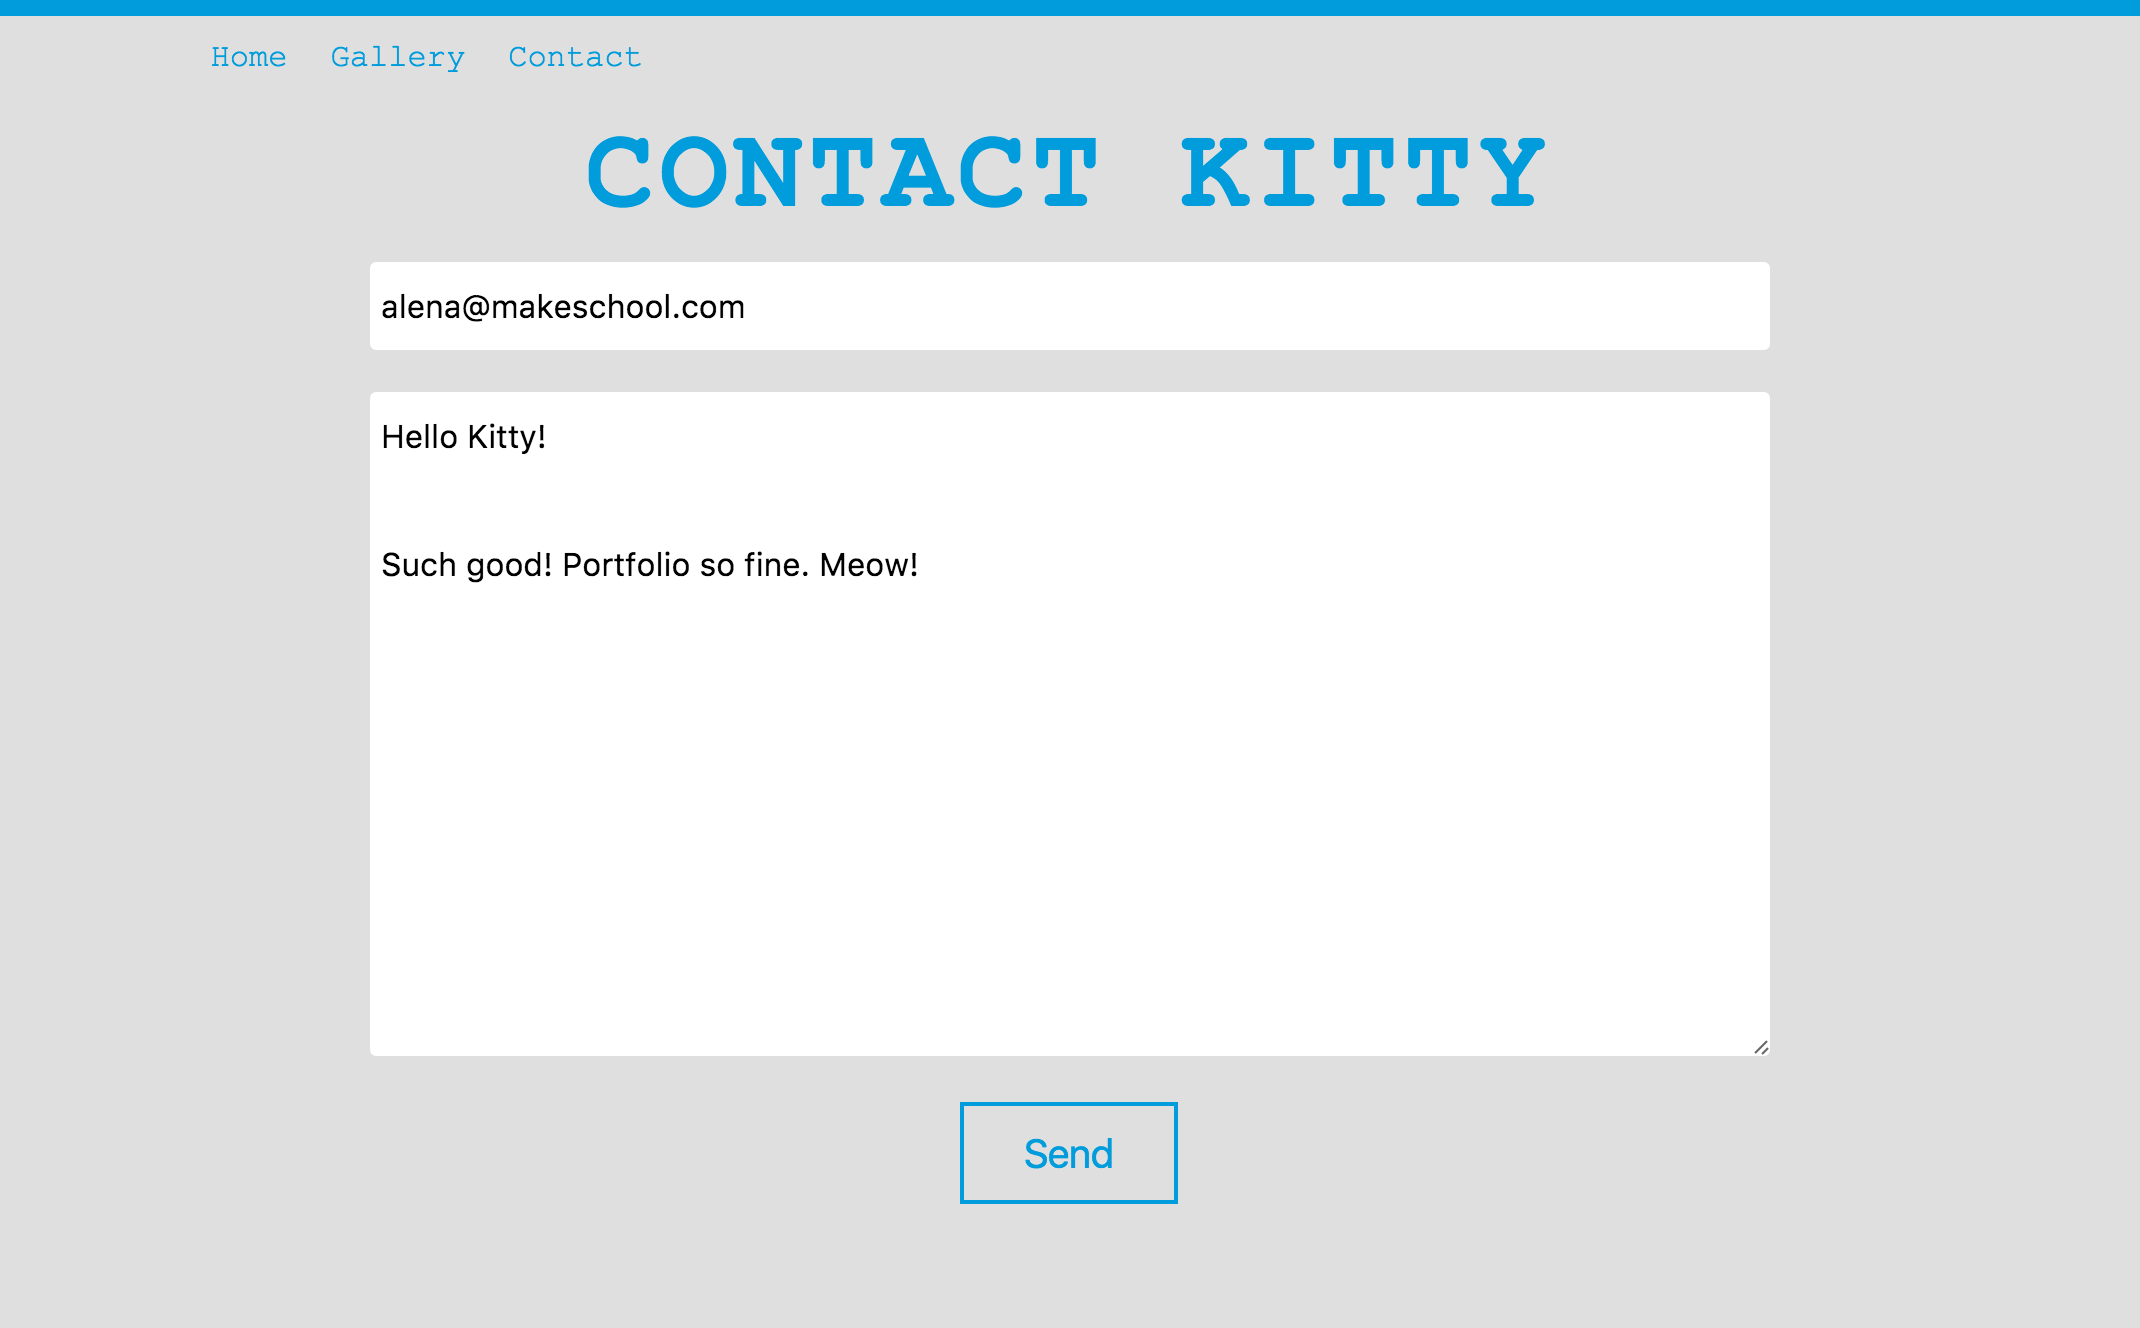 Home Gallery Contact
CONTACT KITTY
alena@makeschool.com
Hello Kitty!
Such good! Portfolio so fine. Meow!
Send